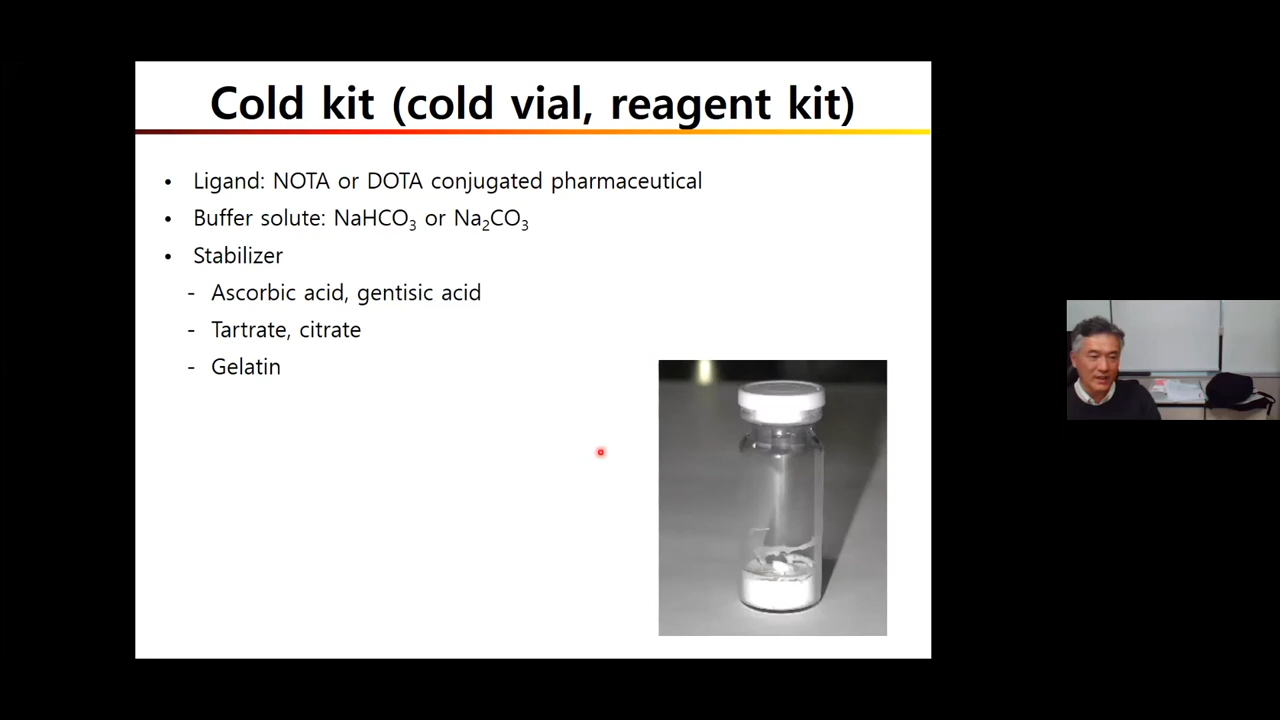 Cold kit (cold vial, reagent kit)
• Ligand: NOTA or DOTA conjugated pharmaceutical
• Buffer solute: NaHCO₃ or Na₂CO₃
• Stabilizer
- Ascorbic acid, gentisic acid
- Tartrate, citrate
- Gelatin